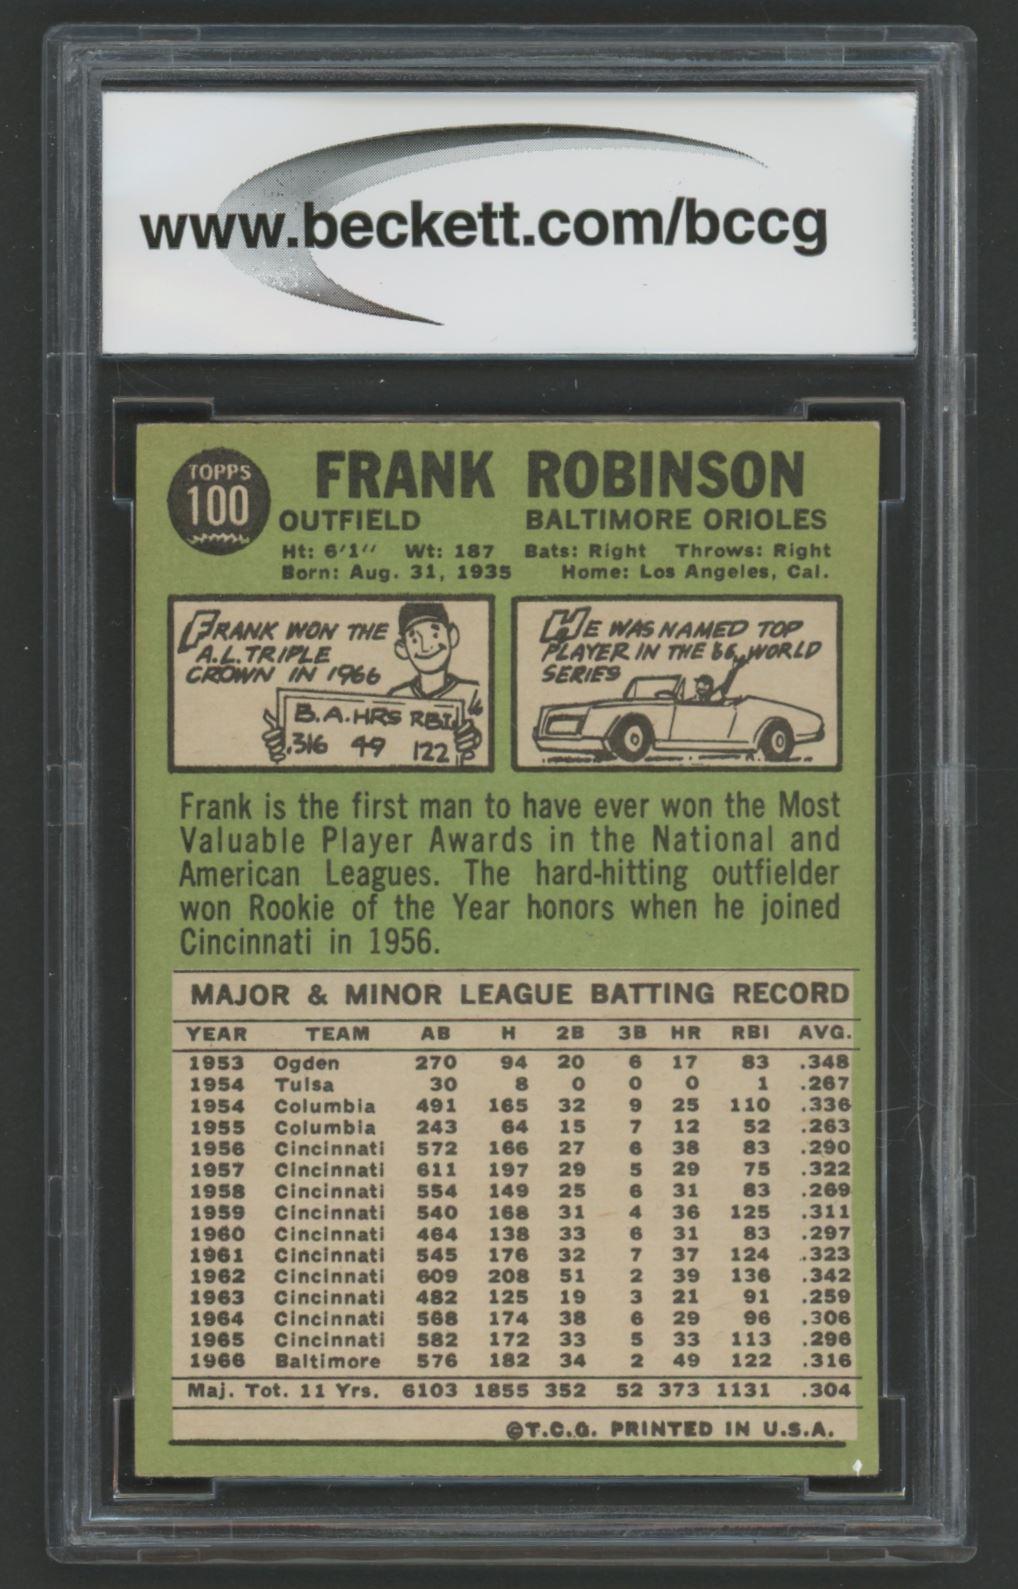 www.beckett.com/bccg
TOPPS
100
FRANK ROBINSON
OUTFIELD BALTIMORE ORIOLES
Ht: 6'1" Wt: 187 Bats: Right Throws: Right
Born: Aug. 31, 1935 Home: Los Angeles, Cal.
FRANK WON THE
A.L. TRIPLE
CROWN IN 1966
B.A. HRS RBI
.316 49 122
HE WAS NAMED TOP
PLAYER IN THE '66 WORLD
SERIES
Frank is the first man to have ever won the Most
Valuable Player Awards in the National and
American Leagues. The hard-hitting outfielder
won Rookie of the Year honors when he joined
Cincinnati in 1956.
MAJOR & MINOR LEAGUE BATTING RECORD
YEAR TEAM AB H 2B 3B HR RBI AVG.
1953 Ogden 270 94 20 6 17 83 .348
1954 Tulsa 30 8 0 0 0 1 .267
1954 Columbia 491 165 32 9 25 110 .336
1955 Columbia 243 64 15 7 12 52 .263
1956 Cincinnati 572 166 27 6 38 83 .290
1957 Cincinnati 611 197 29 5 29 75 .322
1958 Cincinnati 554 149 25 6 31 83 .269
1959 Cincinnati 540 168 31 4 36 125 .311
1960 Cincinnati 464 138 33 6 31 83 .297
1961 Cincinnati 545 176 32 7 37 124 .323
1962 Cincinnati 609 208 51 2 39 136 .342
1963 Cincinnati 482 125 19 3 21 91 .259
1964 Cincinnati 568 174 38 6 29 96 .306
1965 Cincinnati 582 172 33 5 33 113 .296
1966 Baltimore 576 182 34 2 49 122 .316
Maj. Tot. 11 Yrs. 6103 1855 352 52 373 1131 .304
©T.C.G. PRINTED IN U.S.A.